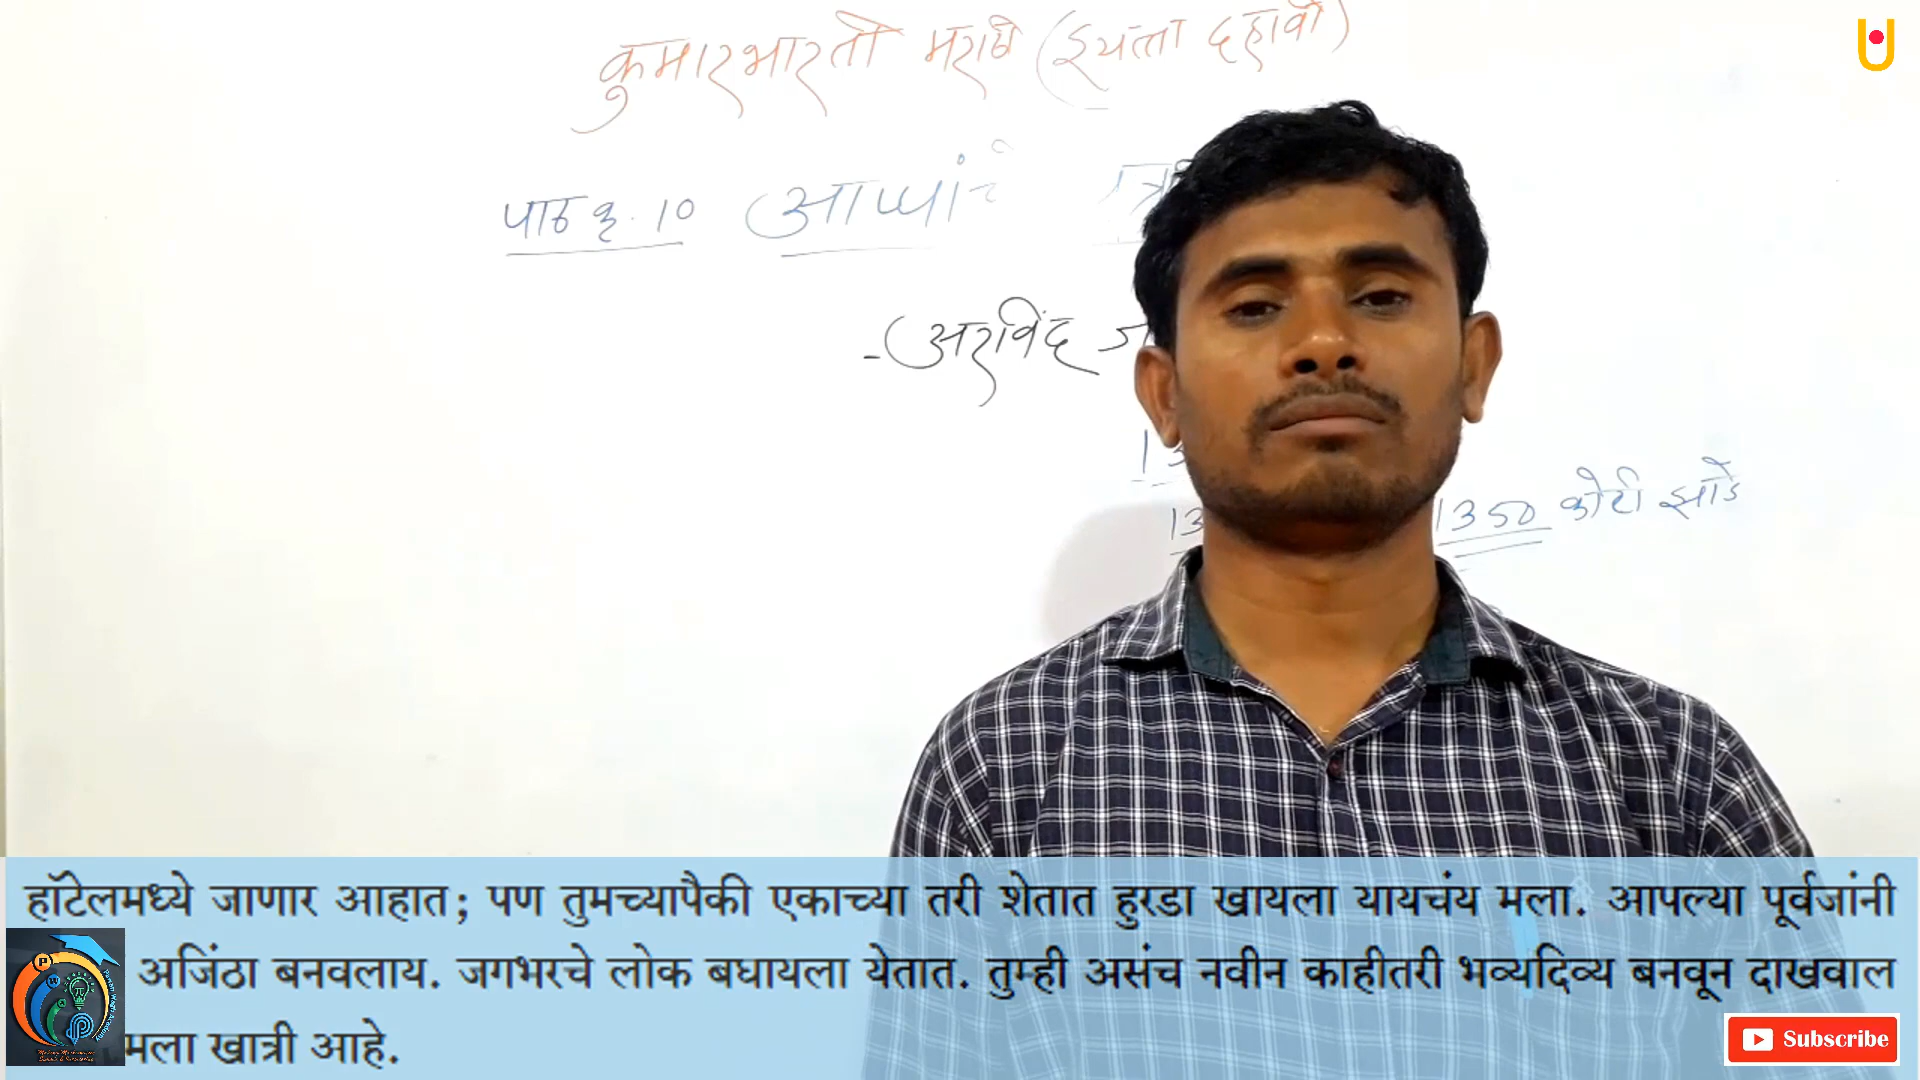 कुमारभारती मराठी (इयत्ता दहावी)
पाठ क्र. 10
- अरविंद
1350 कोटी झाडे
हॉटेलमध्ये जाणार आहात; पण तुमच्यापैकी एकाच्या तरी शेतात हुरडा खायला यायचंय मला. आपल्या पूर्वजांनी
अजिंठा बनवलाय. जगभरचे लोक बघायला येतात. तुम्ही असंच नवीन काहीतरी भव्यदिव्य बनवून दाखवाल
मला खात्री आहे.
Subscribe